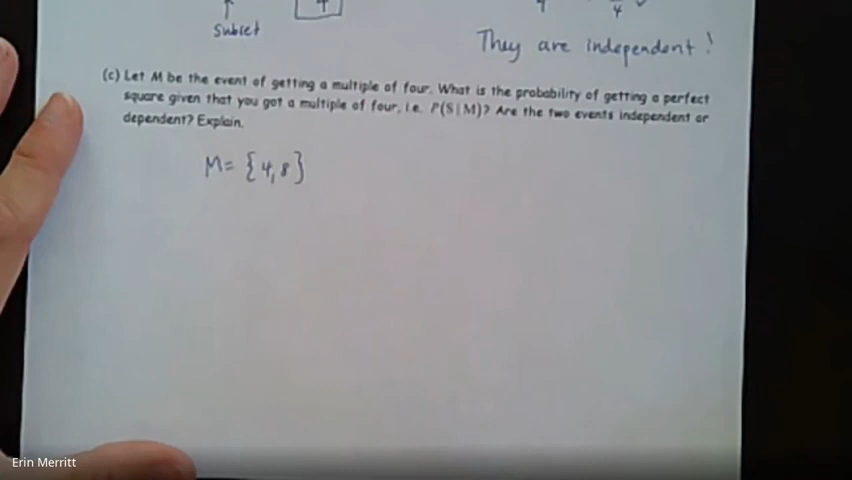 Subset
4
4
They are independent!
(c) Let M be the event of getting a multiple of four. What is the probability of getting a perfect
square given that you got a multiple of four, i.e. P(S|M)? Are the two events independent or
dependent? Explain.
M= {4,8}
Erin Merritt